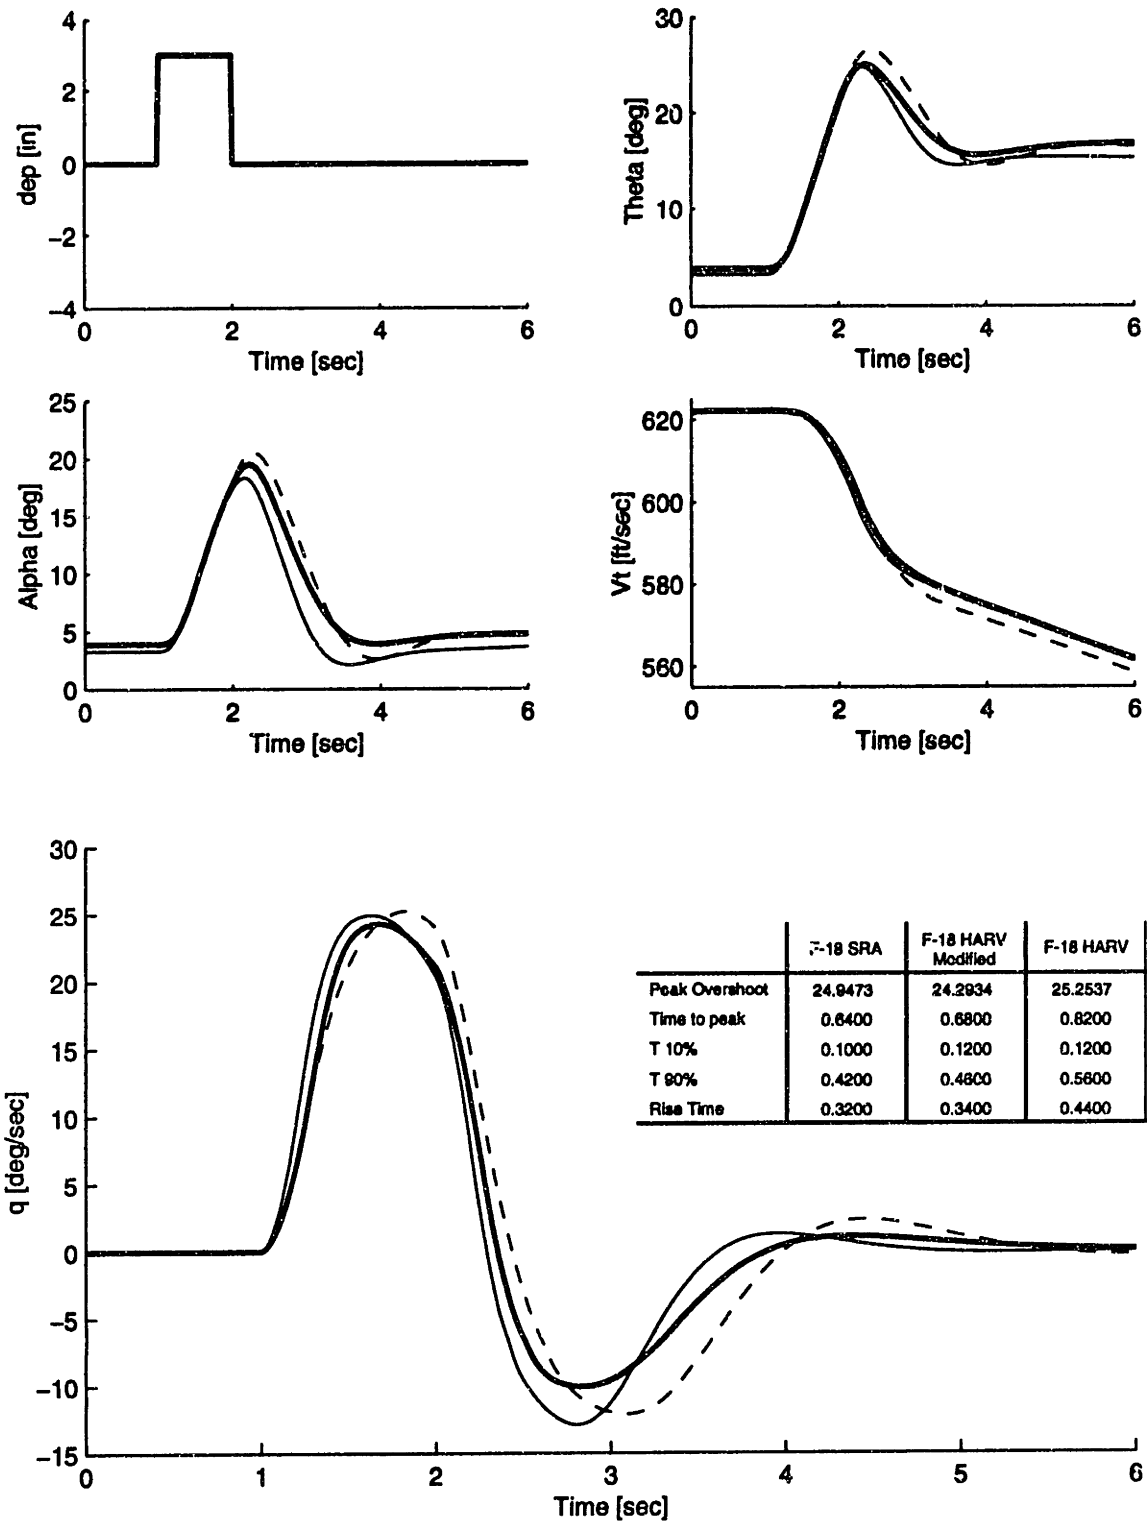 4
2
0
−2
−4
dep [in]
0 2 4 6
Time [sec]
30
20
10
0
Theta [deg]
0 2 4 6
Time [sec]
25
20
15
10
5
0
Alpha [deg]
0 2 4 6
Time [sec]
620
600
580
560
Vt [ft/sec]
0 2 4 6
Time [sec]
30
25
20
15
10
5
0
−5
−10
−15
q [deg/sec]
0 1 2 3 4 5 6
Time [sec]
F-18 SRA F-18 HARV Modified F-18 HARV
Peak Overshoot 24.9473 24.2934 25.2537
Time to peak 0.6400 0.6800 0.8200
T 10% 0.1000 0.1200 0.1200
T 90% 0.4200 0.4600 0.5600
Rise Time 0.3200 0.3400 0.4400